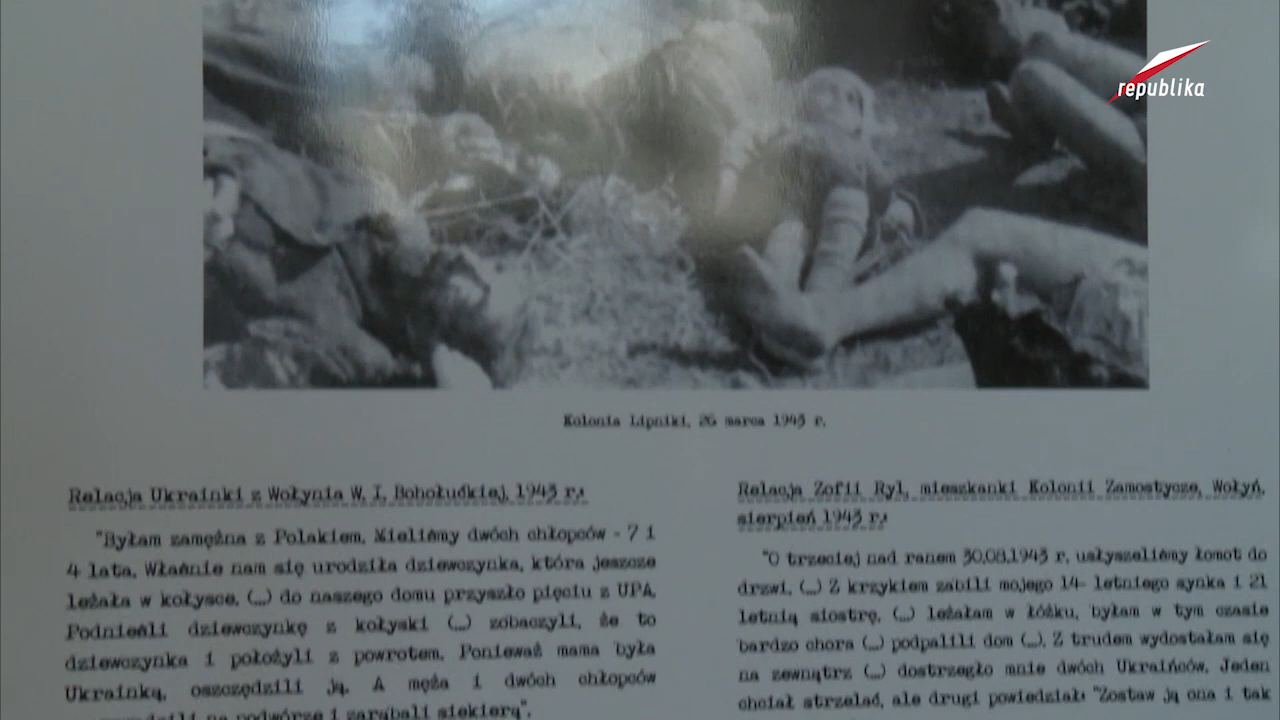 republika
Kolonia Lipniki, 26 marca 1943 r.
Relacja Ukrainki z Wołynia W. I. Bohołudkiej, 1943 r.:
"Byłam zamężna z Polakiem. Mieliśmy dwóch chłopców - 7 i
4 lata. Właśnie nam się urodziła dziewczynka, która jeszcze
leżała w kołysce. (...) do naszego domu przyszło pięciu z UPA.
Podnieśli dziewczynkę z kołyski (...) zobaczyli, że to
dziewczynka i położyli z powrotem. Ponieważ mama była
Ukrainką, oszczędzili ją. A męża i dwóch chłopców
na podwórze i zarąbali siekierą".
Relacja Zofii Ryl, mieszkanki Kolonii Zamostycze, Wołyń,
sierpień 1943 r.:
"O trzeciej nad ranem 30.08.1943 r. usłyszeliśmy łomot do
drzwi. (...) Z krzykiem zabili mojego 14- letniego synka i 21
letnią siostrę. (...) leżałam w łóżku, byłam w tym czasie
bardzo chora (...) podpalili dom (...). Z trudem wydostałam się
na zewnątrz (...) dostrzegło mnie dwóch Ukraińców. Jeden
chciał strzelać, ale drugi powiedział: "Zostaw ją ona i tak